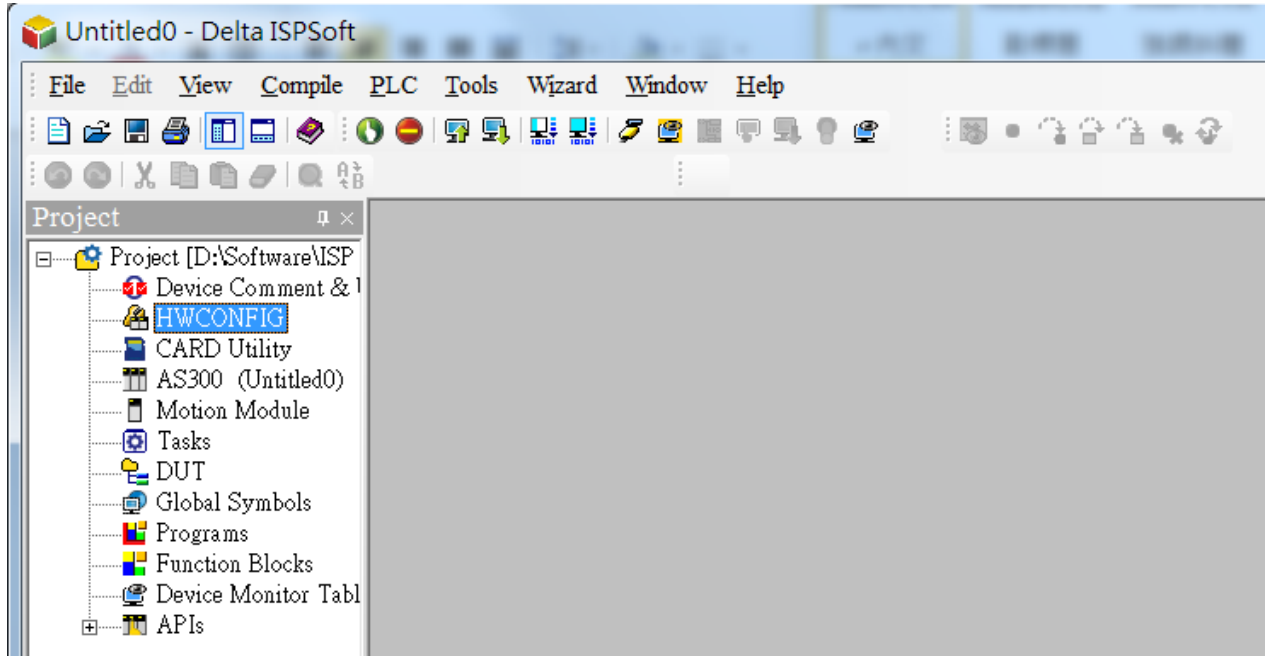 Untitled0 - Delta ISPSoft
File Edit View Compile PLC Tools Wizard Window Help
Project
Project [D:\Software\ISP
Device Comment &
HWCONFIG
CARD Utility
AS300 (Untitled0)
Motion Module
Tasks
DUT
Global Symbols
Programs
Function Blocks
Device Monitor Tabl
APIs